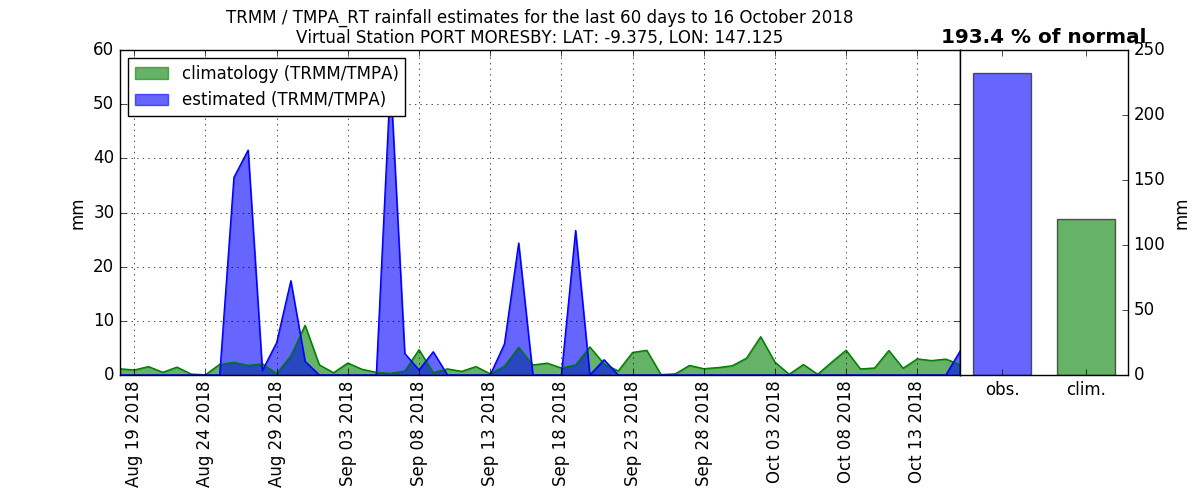 TRMM / TMPA_RT rainfall estimates for the last 60 days to 16 October 2018
Virtual Station PORT MORESBY: LAT: -9.375, LON: 147.125
193.4 % of normal
climatology (TRMM/TMPA)
estimated (TRMM/TMPA)
60
50
40
30
20
10
0
mm
250
200
150
100
50
0
mm
Aug 19 2018
Aug 24 2018
Aug 29 2018
Sep 03 2018
Sep 08 2018
Sep 13 2018
Sep 18 2018
Sep 23 2018
Sep 28 2018
Oct 03 2018
Oct 08 2018
Oct 13 2018
obs.
clim.